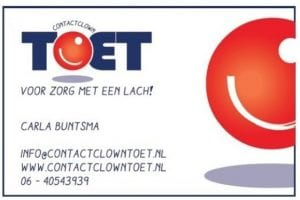 CONTACTCLOWN
TOET
VOOR ZORG MET EEN LACH!
CARLA BUNTSMA
INFO@CONTACTCLOWNTOET.NL
WWW.CONTACTCLOWNTOET.NL
06 - 40543939